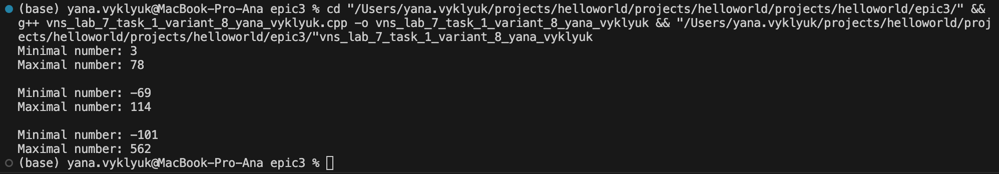 (base) yana.vyklyuk@MacBook-Pro-Ana epic3 % cd "/Users/yana.vyklyuk/projects/helloworld/projects/helloworld/projects/helloworld/epic3/" &&
g++ vns_lab_7_task_1_variant_8_yana_vyklyuk.cpp -o vns_lab_7_task_1_variant_8_yana_vyklyuk && "/Users/yana.vyklyuk/projects/helloworld/proj
ects/helloworld/projects/helloworld/epic3/"vns_lab_7_task_1_variant_8_yana_vyklyuk
Minimal number: 3
Maximal number: 78
Minimal number: -69
Maximal number: 114
Minimal number: -101
Maximal number: 562
(base) yana.vyklyuk@MacBook-Pro-Ana epic3 %